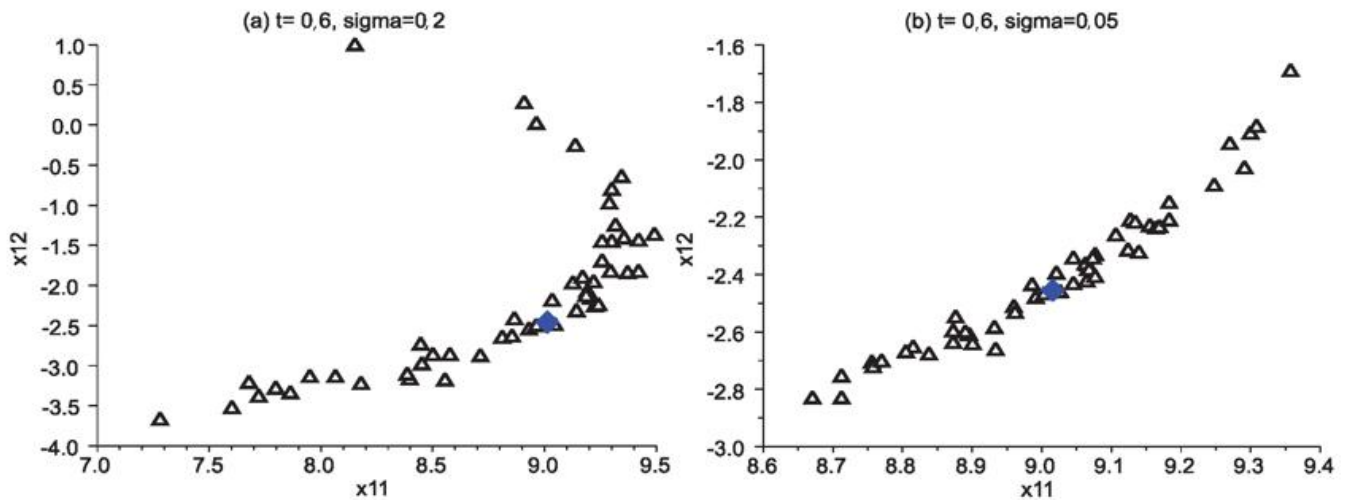 (a) t= 0,6, sigma=0,2
1.0
0.5
0.0
-0.5
-1.0
-1.5
-2.0
-2.5
-3.0
-3.5
-4.0
x12
7.0 7.5 8.0 8.5 9.0 9.5
x11
(b) t= 0,6, sigma=0,05
-1.6
-1.8
-2.0
-2.2
-2.4
-2.6
-2.8
-3.0
x12
8.6 8.7 8.8 8.9 9.0 9.1 9.2 9.3 9.4
x11